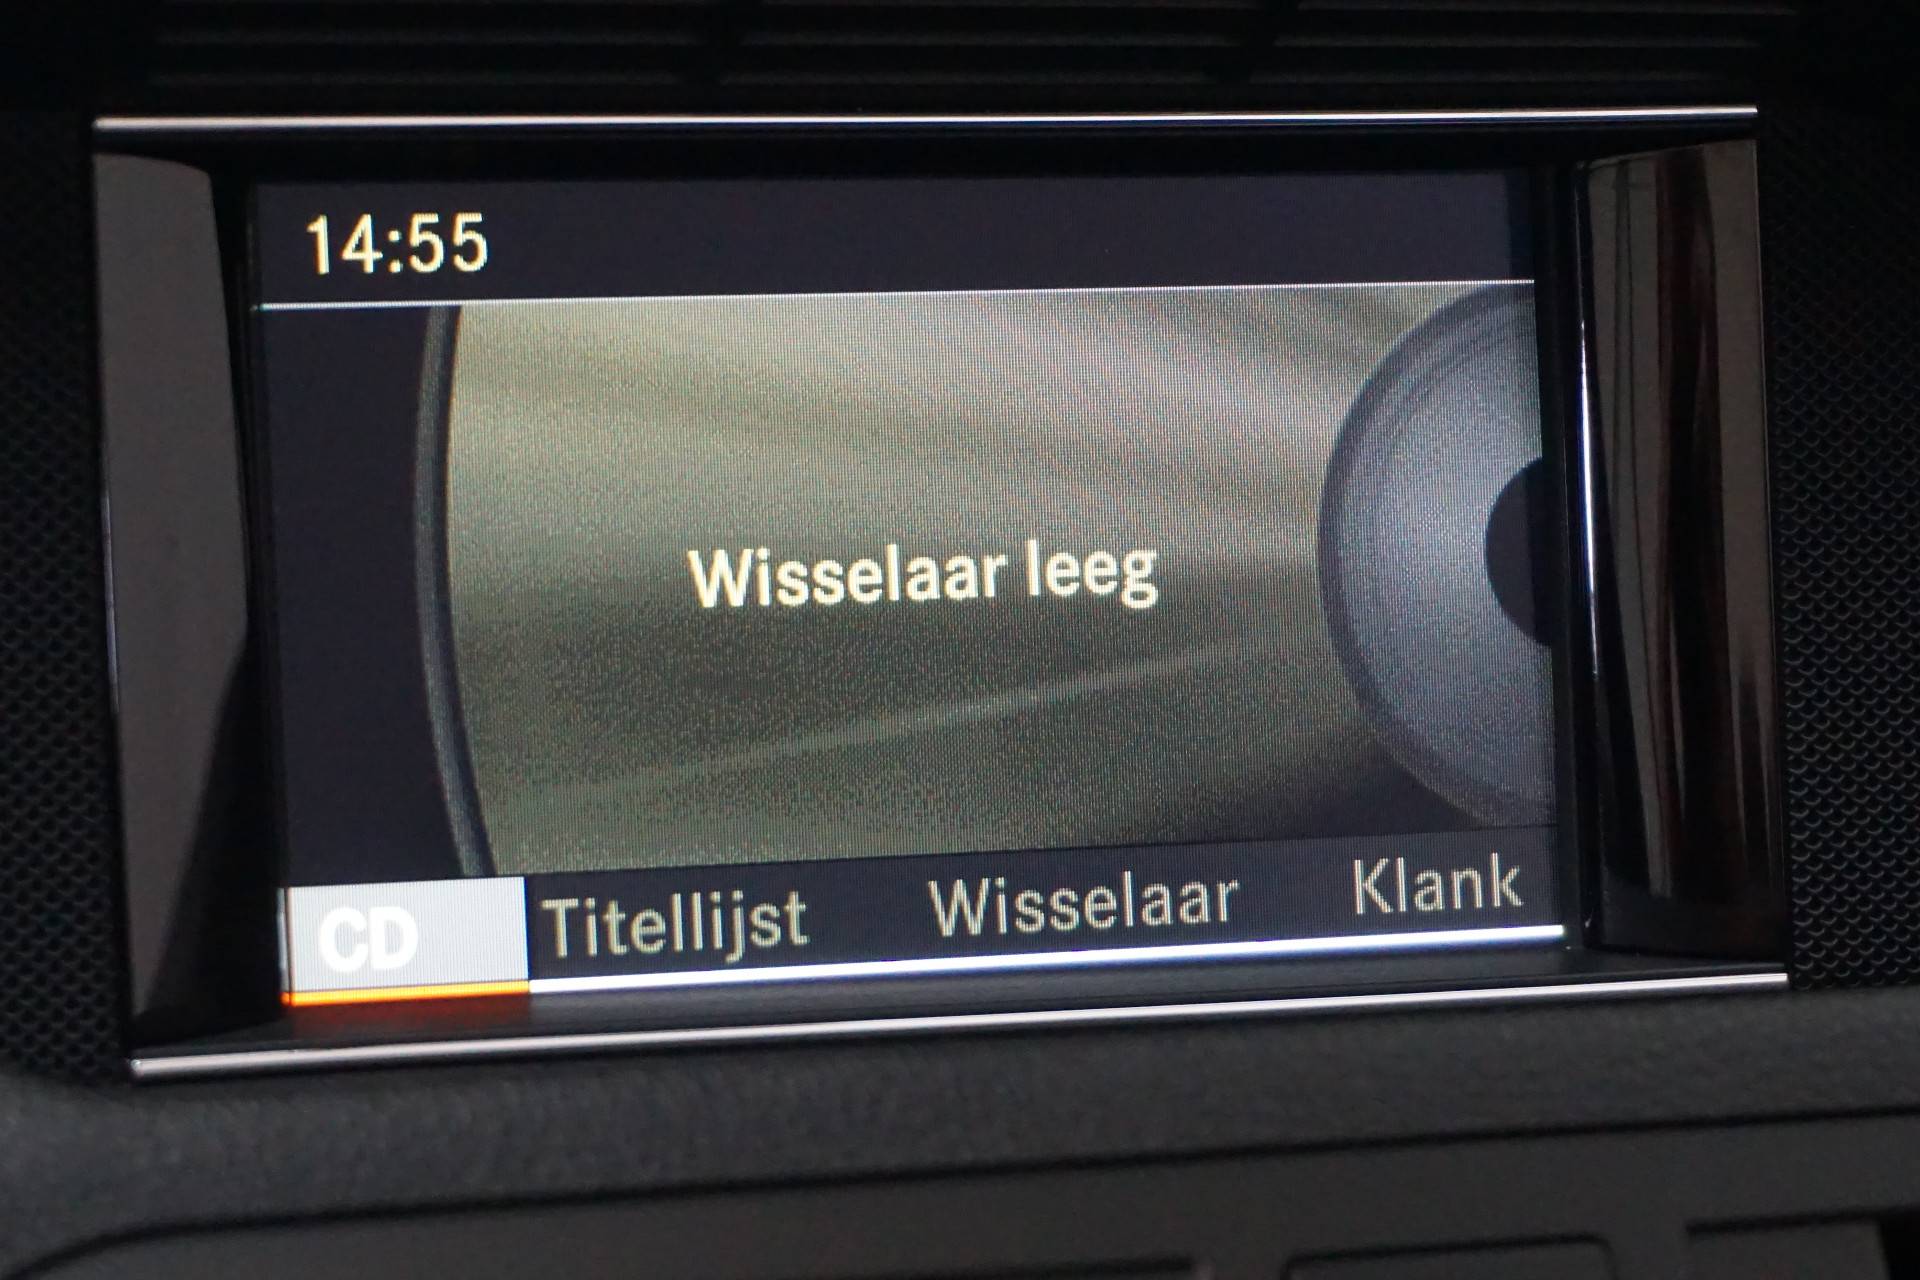 14:55
Wisselaar leeg
CD Titellijst Wisselaar Klank